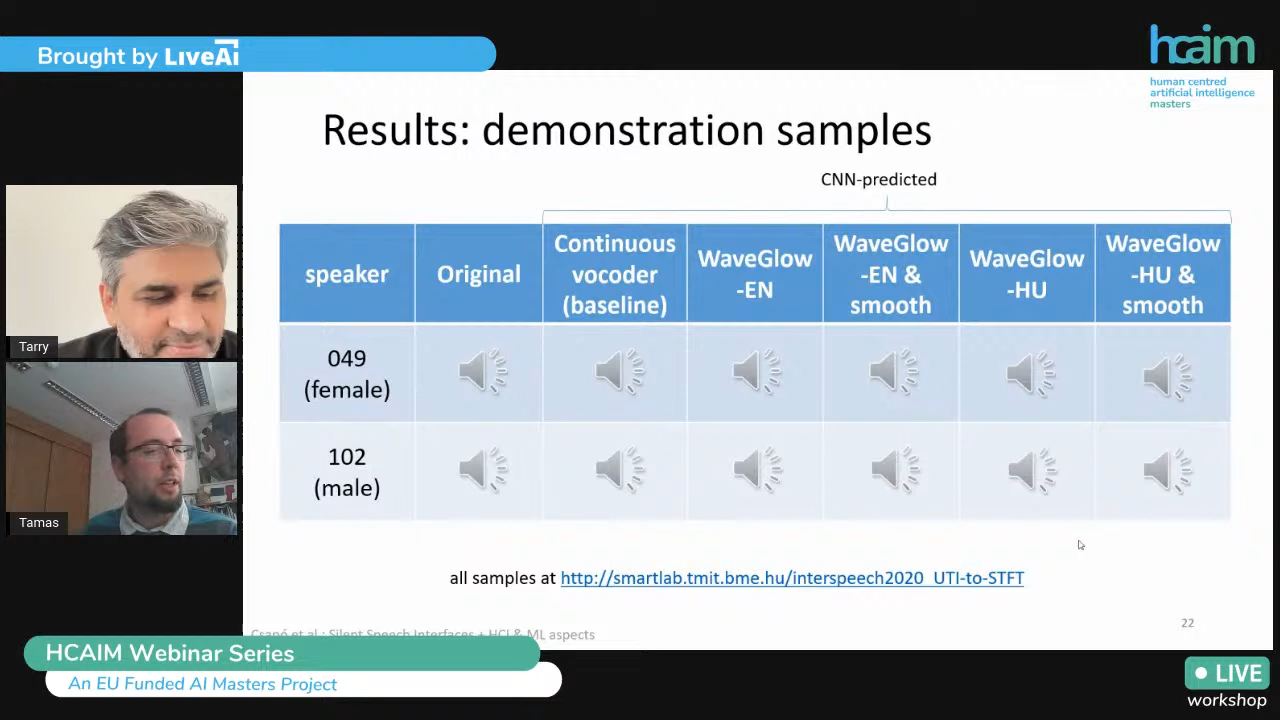 Brought by LiveAi
hcaim
human centred
artificial intelligence
masters
Results: demonstration samples
CNN-predicted
speaker
Original
Continuous
vocoder
(baseline)
WaveGlow
-EN
WaveGlow
-EN &
smooth
WaveGlow
-HU
WaveGlow
-HU &
smooth
049
(female)
102
(male)
Tarry
Tamas
all samples at http://smartlab.tmit.bme.hu/interspeech2020_UTI-to-STFT
Csapó et al.: Silent Speech Interfaces + HCI & ML aspects
22
HCAIM Webinar Series
An EU Funded AI Masters Project
LIVE
workshop